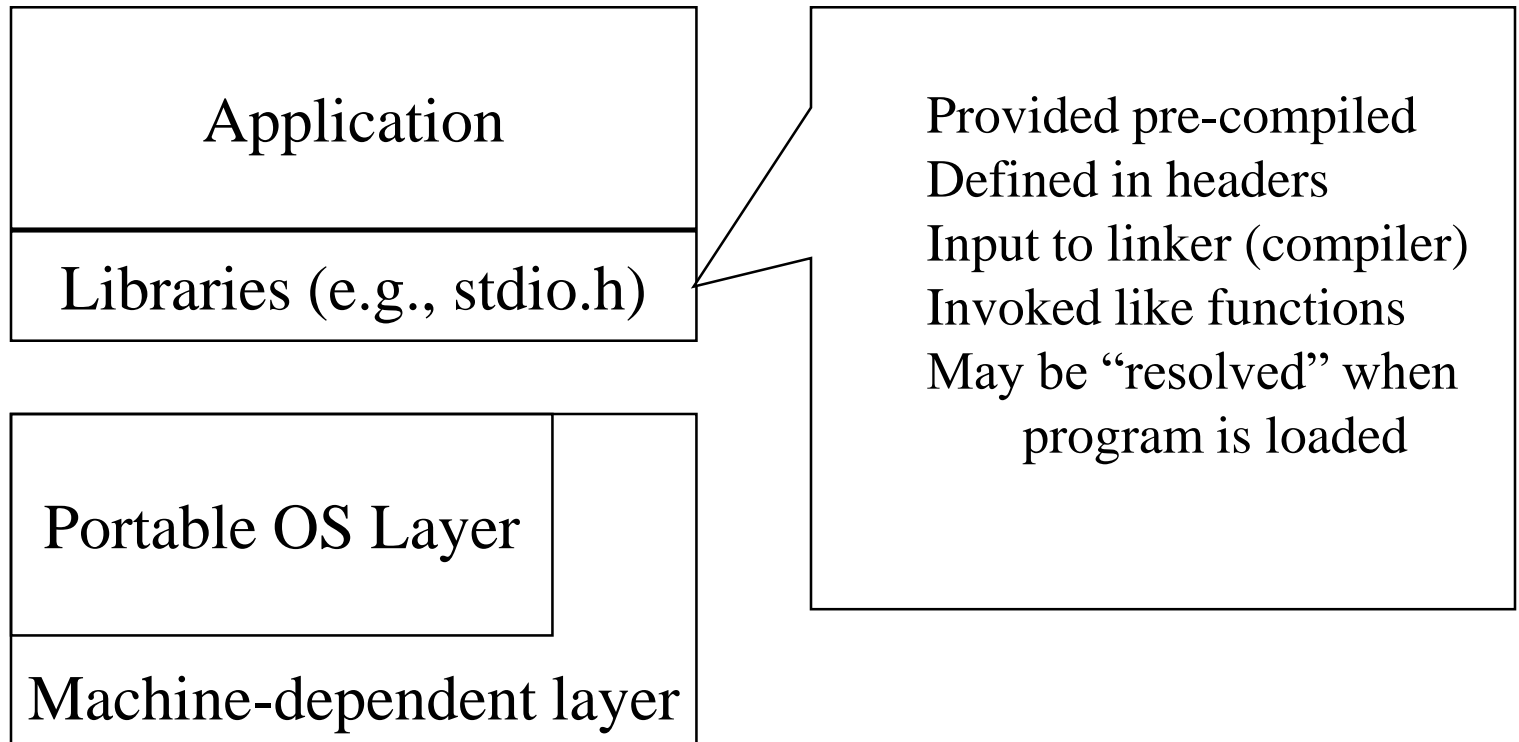 Application
Libraries (e.g., stdio.h)
Portable OS Layer
Machine-dependent layer
Provided pre-compiled
Defined in headers
Input to linker (compiler)
Invoked like functions
May be “resolved” when
program is loaded